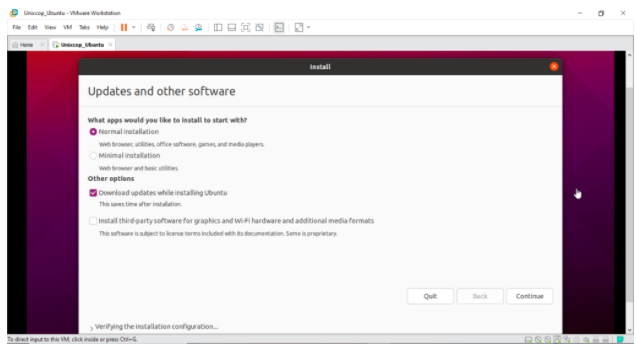 Unixcop_Ubuntu - VMware Workstation
File Edit View VM Tabs Help
Home Unixcop_Ubuntu
Install
Updates and other software
What apps would you like to install to start with?
Normal installation
Web browser, utilities, office software, games, and media players.
Minimal installation
Web browser and basic utilities.
Other options
Download updates while installing Ubuntu
This saves time after installation.
Install third-party software for graphics and Wi-Fi hardware and additional media formats
This software is subject to license terms included with its documentation. Some is proprietary.
Quit Back Continue
Verifying the installation configuration...
To direct input to this VM, click inside or press Ctrl+G.